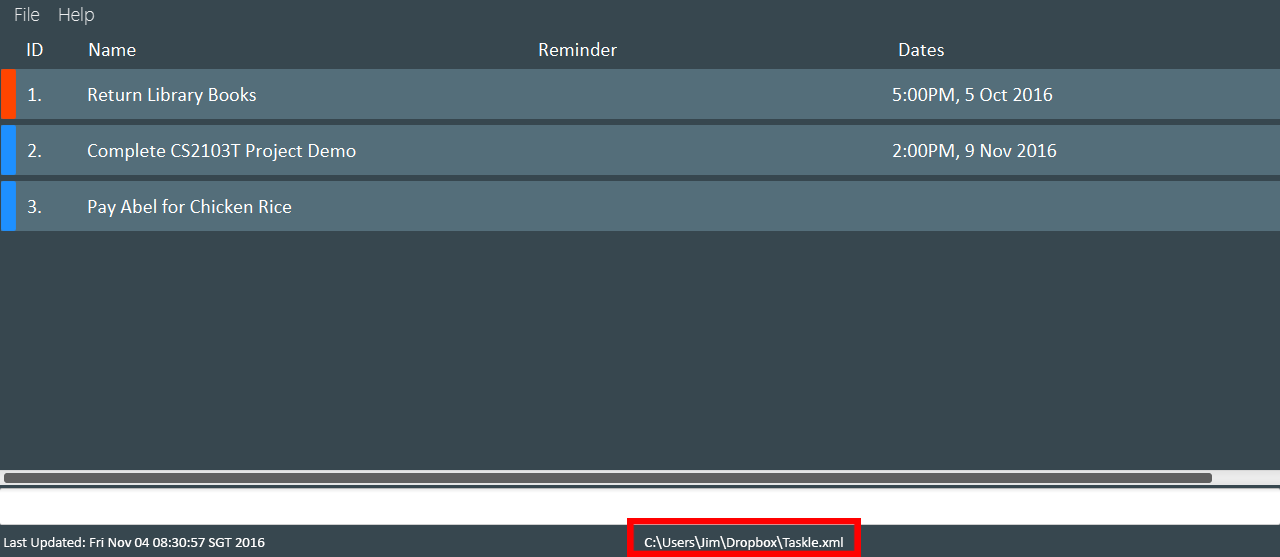 File Help
ID Name Reminder Dates
1. Return Library Books 5:00PM, 5 Oct 2016
2. Complete CS2103T Project Demo 2:00PM, 9 Nov 2016
3. Pay Abel for Chicken Rice
Last Updated: Fri Nov 04 08:30:57 SGT 2016 C:\Users\Jim\Dropbox\Taskle.xml